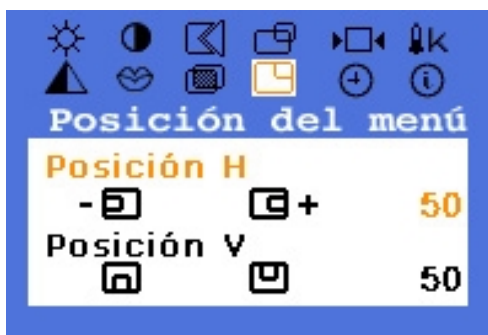 K
Posición del menú
Posición H
- + 50
Posición V
50